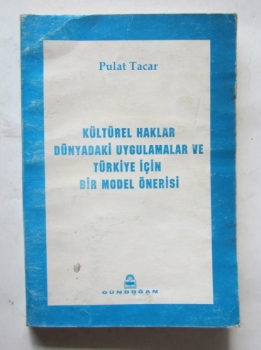 Pulat Tacar
KÜLTÜREL HAKLAR
DÜNYADAKİ UYGULAMALAR VE
TÜRKİYE İÇİN
BİR MODEL ÖNERİSİ
GÜNDOĞAN